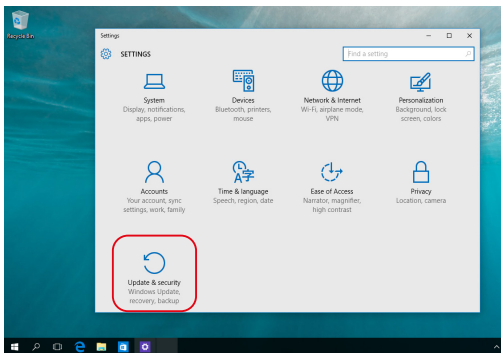 Recycle Bin
Settings
SETTINGS
Find a setting
System
Display, notifications,
apps, power
Devices
Bluetooth, printers,
mouse
Network & Internet
Wi-Fi, airplane mode,
VPN
Personalization
Background, lock
screen, colors
Accounts
Your account, sync
settings, work, family
Time & language
Speech, region, date
Ease of Access
Narrator, magnifier,
high contrast
Privacy
Location, camera
Update & security
Windows Update,
recovery, backup